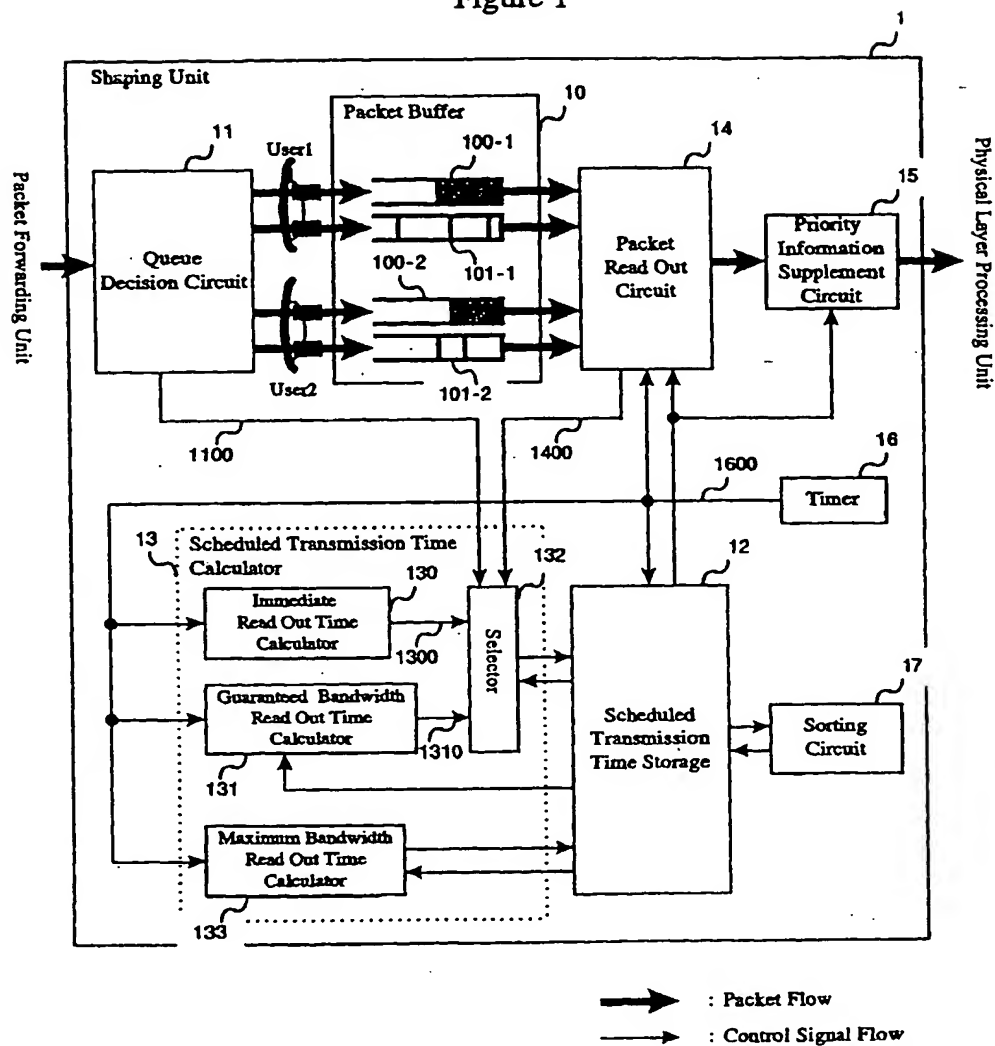 Figure 1
1
Shaping Unit
Packet Buffer
10
11
User1
100-1
14
15
Packet Forwarding Unit
Queue
Decision Circuit
Packet
Read Out
Circuit
Priority
Information
Supplement
Circuit
Physical Layer Processing Unit
100-2
101-1
User2
101-2
1100
1400
1600
16
Timer
13
Scheduled Transmission Time
Calculator
132
12
Immediate
Read Out Time
Calculator
130
1300
Selector
Guaranteed Bandwidth
Read Out Time
Calculator
1310
131
Scheduled
Transmission
Time Storage
17
Sorting
Circuit
Maximum Bandwidth
Read Out Time
Calculator
133
: Packet Flow
: Control Signal Flow